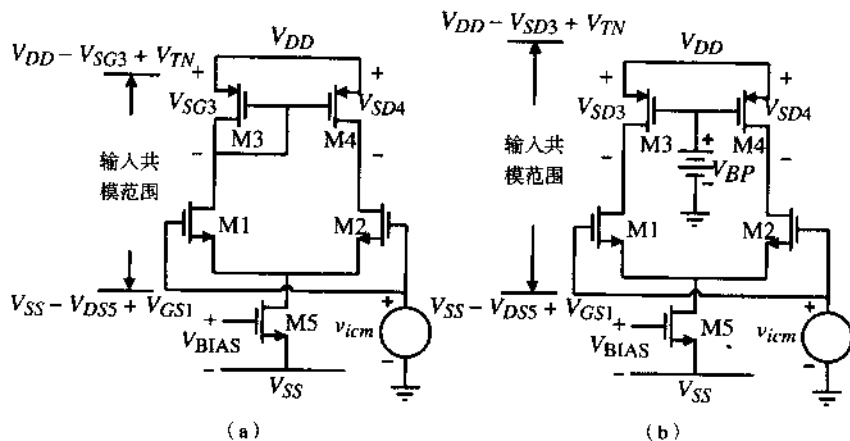 V_DD − V_SG3 + V_TN
V_DD
+
+
V_SG3
V_SD4
M3
M4
−
−
输入共
模范围
M1
M2
V_SS − V_DS5 + V_GS1
+
M5
V_BIAS
+
v_icm
−
−
V_SS
(a)
V_DD − V_SD3 + V_TN
V_DD
+
+
V_SD3
V_SD4
M3
M4
−
−
+
V_BP
−
输入共
模范围
M1
M2
V_SS − V_DS5 + V_GS1
+
M5
V_BIAS
+
v_icm
−
−
V_SS
(b)